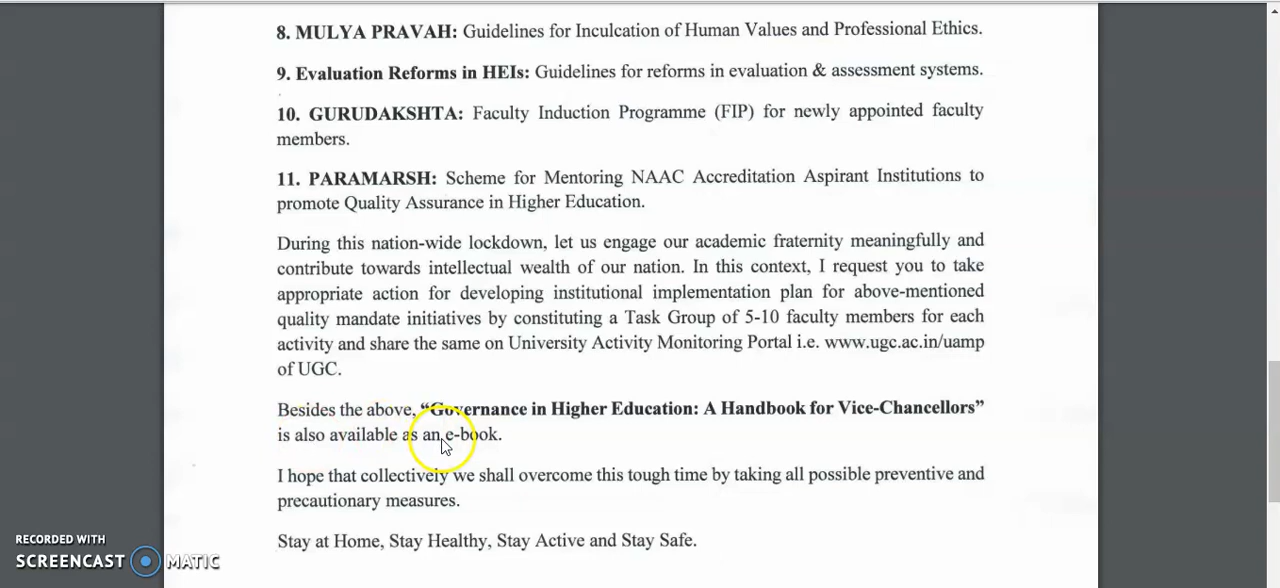 8. MULYA PRAVAH: Guidelines for Inculcation of Human Values and Professional Ethics.
9. Evaluation Reforms in HEIs: Guidelines for reforms in evaluation & assessment systems.
10. GURUDAKSHTA: Faculty Induction Programme (FIP) for newly appointed faculty
members.
11. PARAMARSH: Scheme for Mentoring NAAC Accreditation Aspirant Institutions to
promote Quality Assurance in Higher Education.
During this nation-wide lockdown, let us engage our academic fraternity meaningfully and
contribute towards intellectual wealth of our nation. In this context, I request you to take
appropriate action for developing institutional implementation plan for above-mentioned
quality mandate initiatives by constituting a Task Group of 5-10 faculty members for each
activity and share the same on University Activity Monitoring Portal i.e. www.ugc.ac.in/uamp
of UGC.
Besides the above, “Governance in Higher Education: A Handbook for Vice-Chancellors”
is also available as an e-book.
I hope that collectively we shall overcome this tough time by taking all possible preventive and
precautionary measures.
Stay at Home, Stay Healthy, Stay Active and Stay Safe.
RECORDED WITH
SCREENCAST MATIC